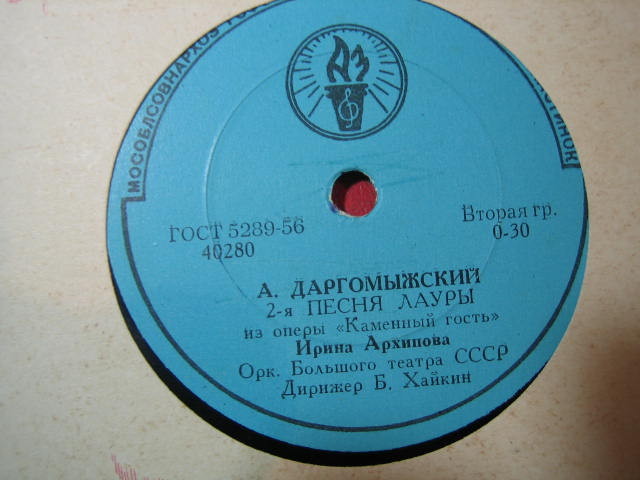 МОСОБЛСОВНАРХОЗ
АЗ
ГОСТ 5289-56
40280
Вторая гр.
0-30
А. ДАРГОМЫЖСКИЙ
2-я ПЕСНЯ ЛАУРЫ
из оперы «Каменный гость»
Ирина Архипова
Орк. Большого театра СССР
Дирижер Б. Хайкин